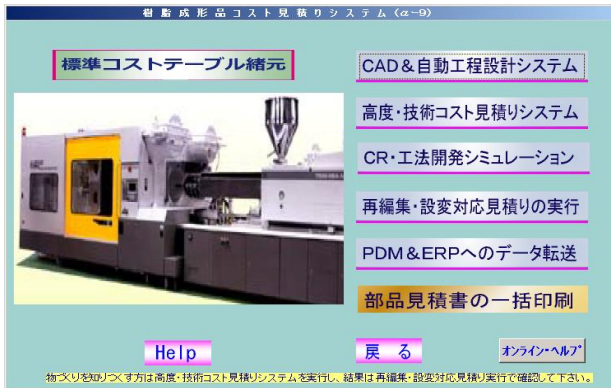 樹脂成形品コスト見積りシステム(α-9)
標準コストテーブル緒元
CAD&自動工程設計システム
高度・技術コスト見積りシステム
CR・工法開発シミュレーション
再編集・設変対応見積りの実行
PDM&ERPへのデータ転送
部品見積書の一括印刷
Help
戻る
オンライン・ヘルプ
物づくりを知りつくす方は高度・技術コスト見積りシステムを実行し、結果は再編集・設変対応見積り実行で確認して下さい。